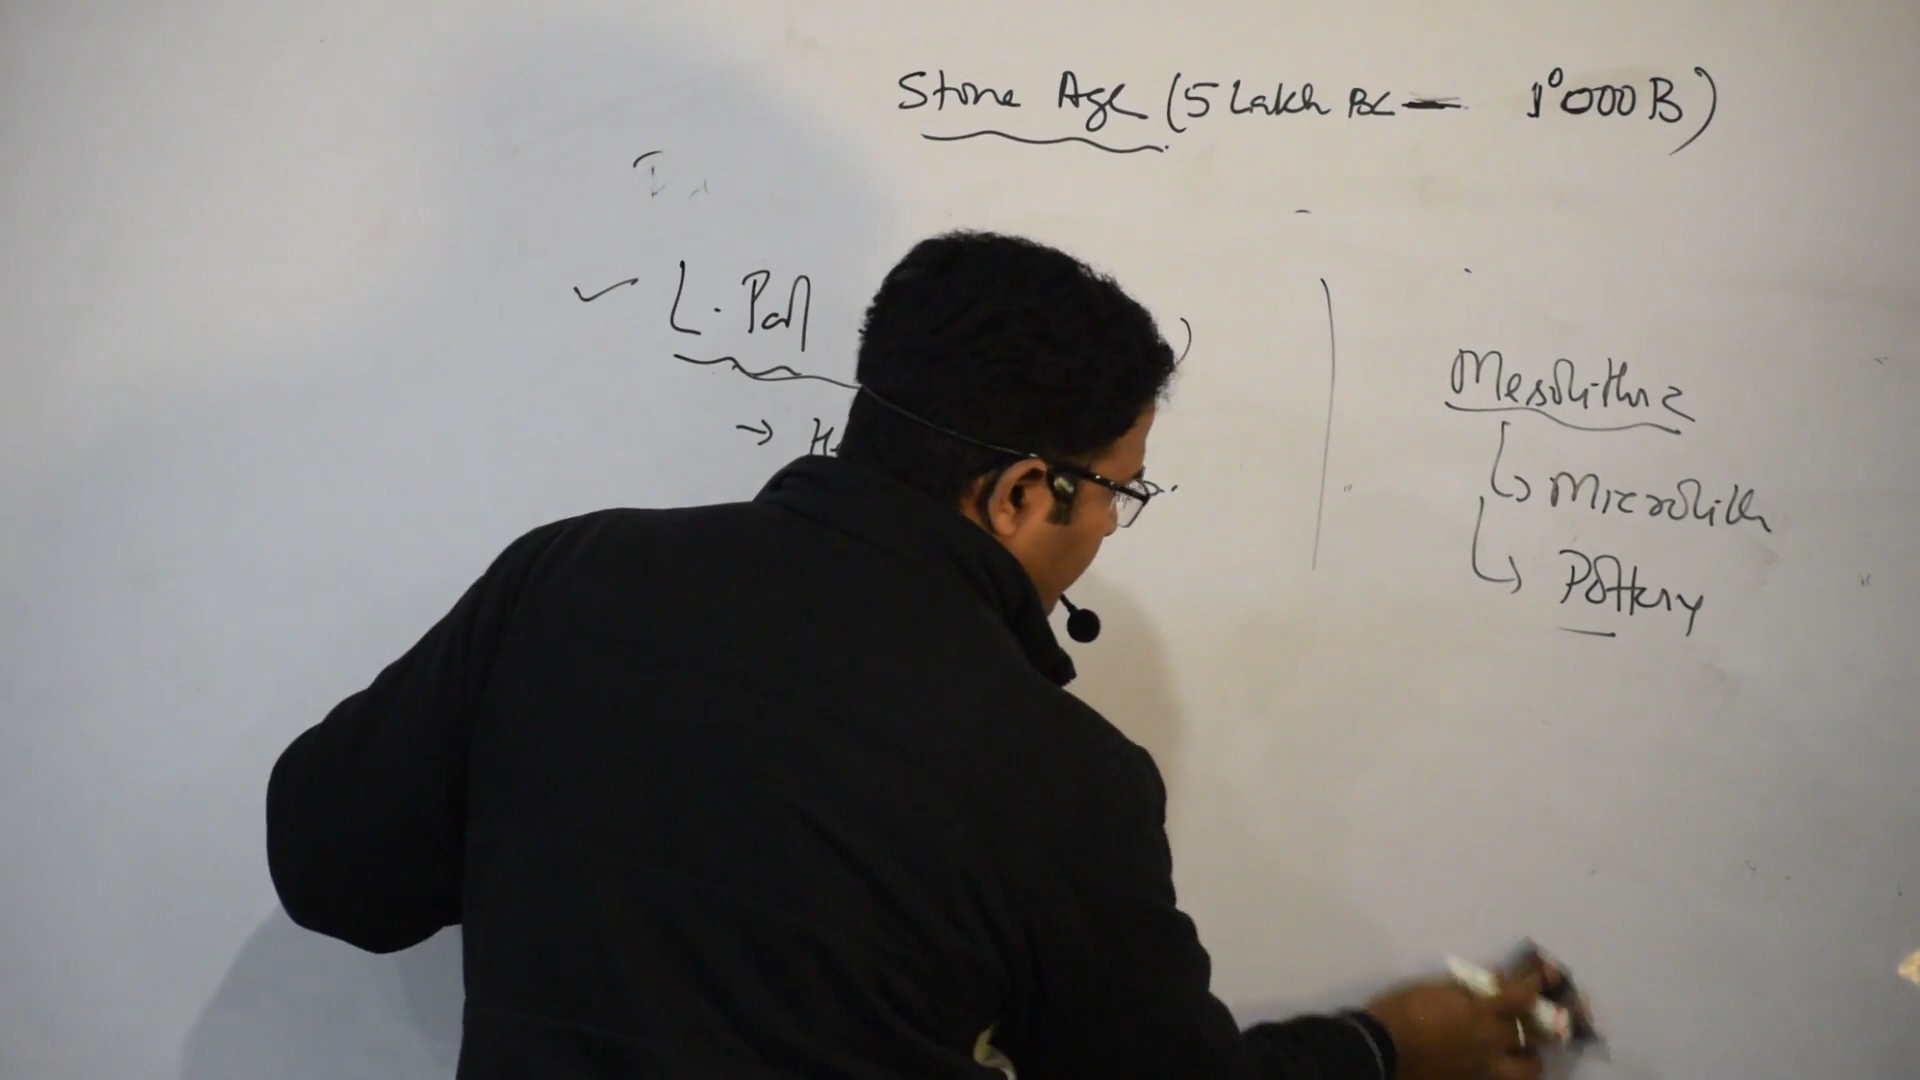 Stone Age (5 Lakh BC — 10000 B)
✓ L. Pal )
→ H
Mesolithic
↳ Microlith
↳ Pottery